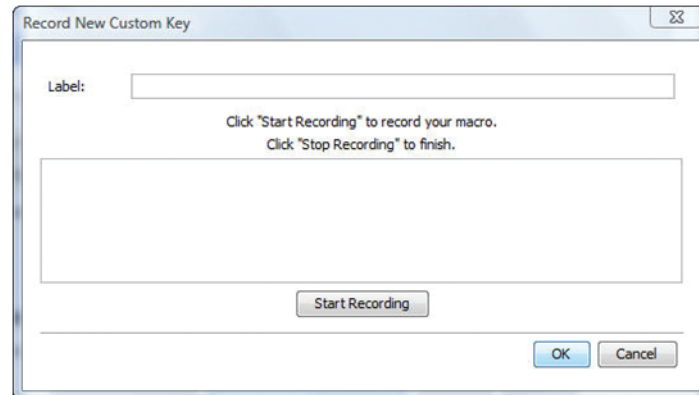 Record New Custom Key
Label:
Click "Start Recording" to record your macro.
Click "Stop Recording" to finish.
Start Recording
OK Cancel